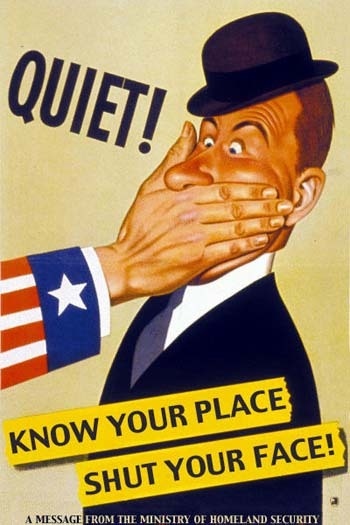 QUIET!
KNOW YOUR PLACE
SHUT YOUR FACE!
A MESSAGE FROM THE MINISTRY OF HOMELAND SECURITY